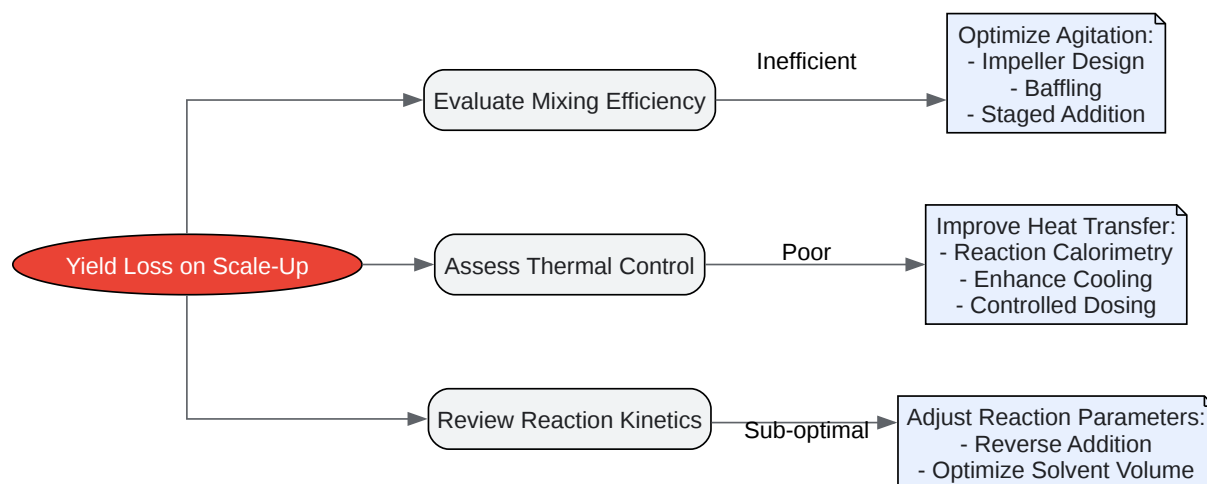 Yield Loss on Scale-Up
Evaluate Mixing Efficiency
Inefficient
Optimize Agitation:
- Impeller Design
- Baffling
- Staged Addition
Assess Thermal Control
Poor
Improve Heat Transfer:
- Reaction Calorimetry
- Enhance Cooling
- Controlled Dosing
Review Reaction Kinetics
Sub-optimal
Adjust Reaction Parameters:
- Reverse Addition
- Optimize Solvent Volume